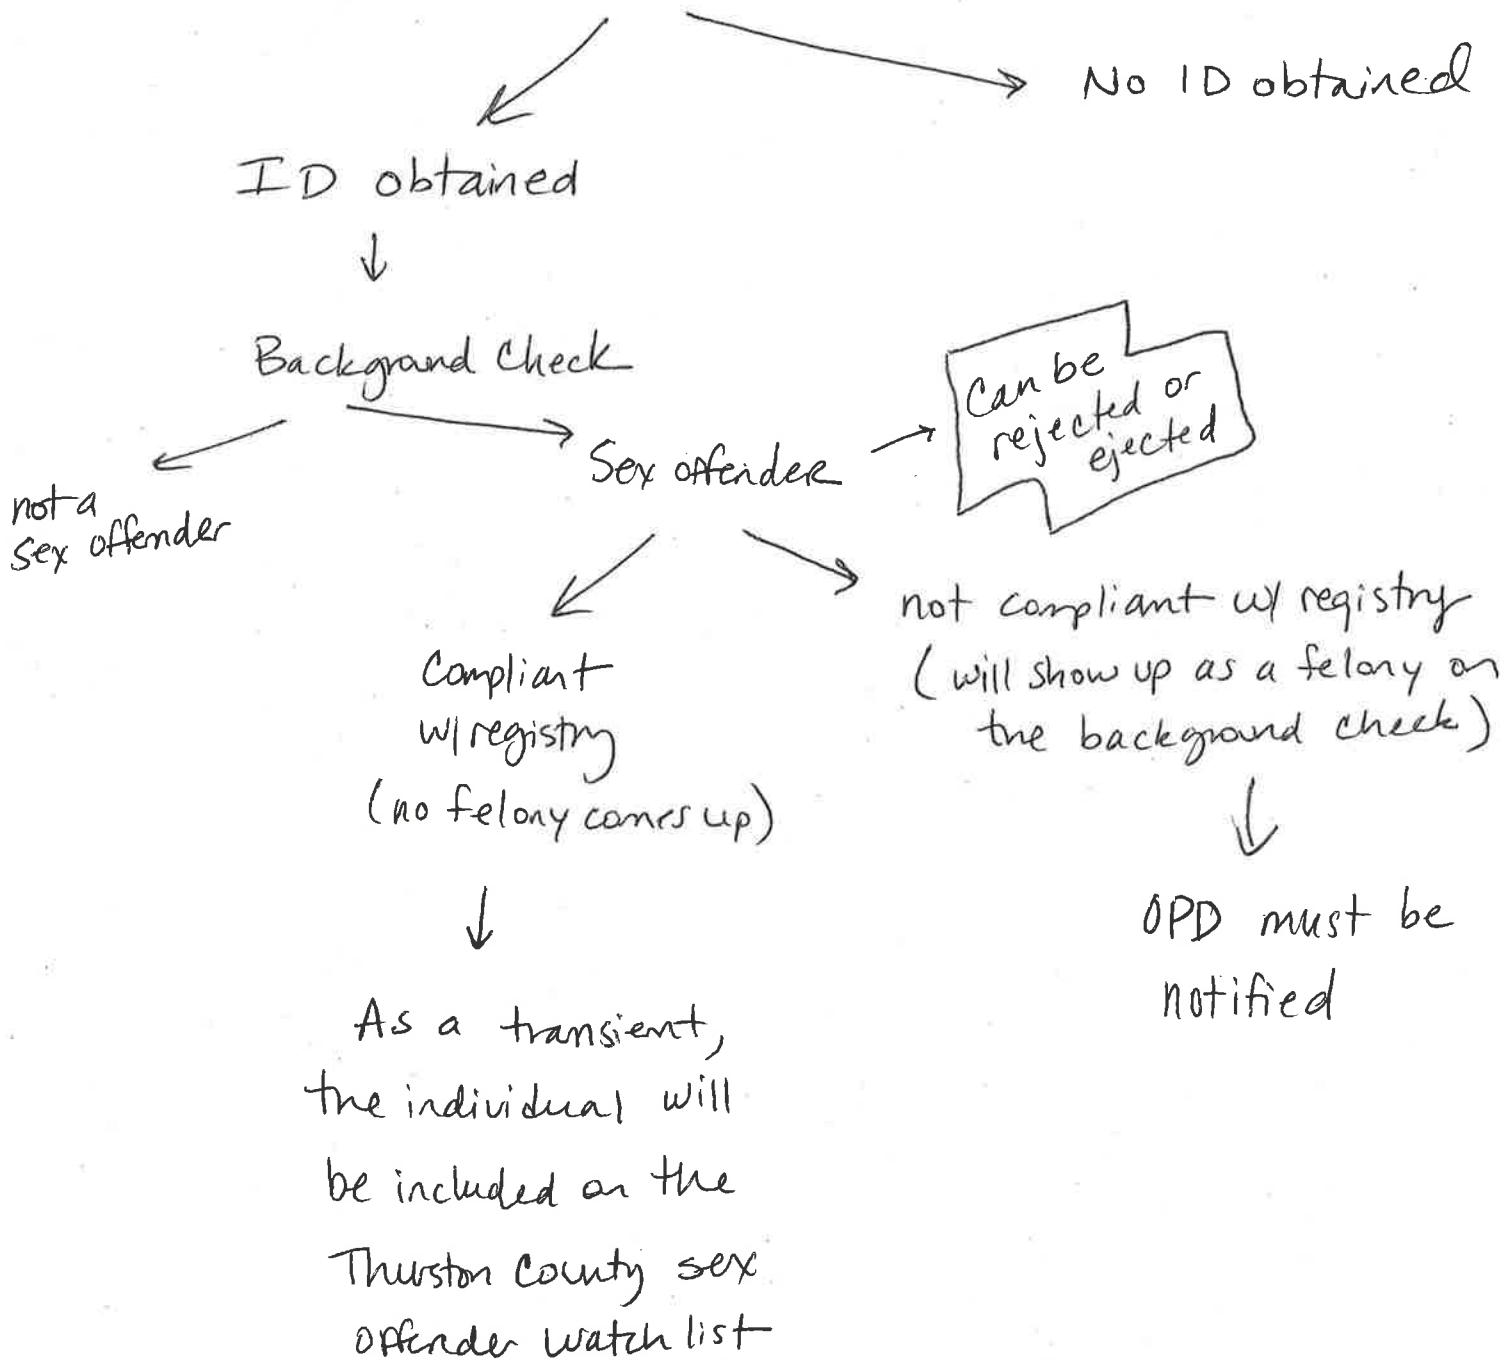 No ID obtained
ID obtained
Background Check
Can be
rejected or
ejected
Sex offender
not a
sex offender
not compliant w/ registry
(will show up as a felony on
the background check)
Compliant
w/registry
(no felony comes up)
OPD must be
notified
As a transient,
the individual will
be included on the
Thurston County sex
offender watch list